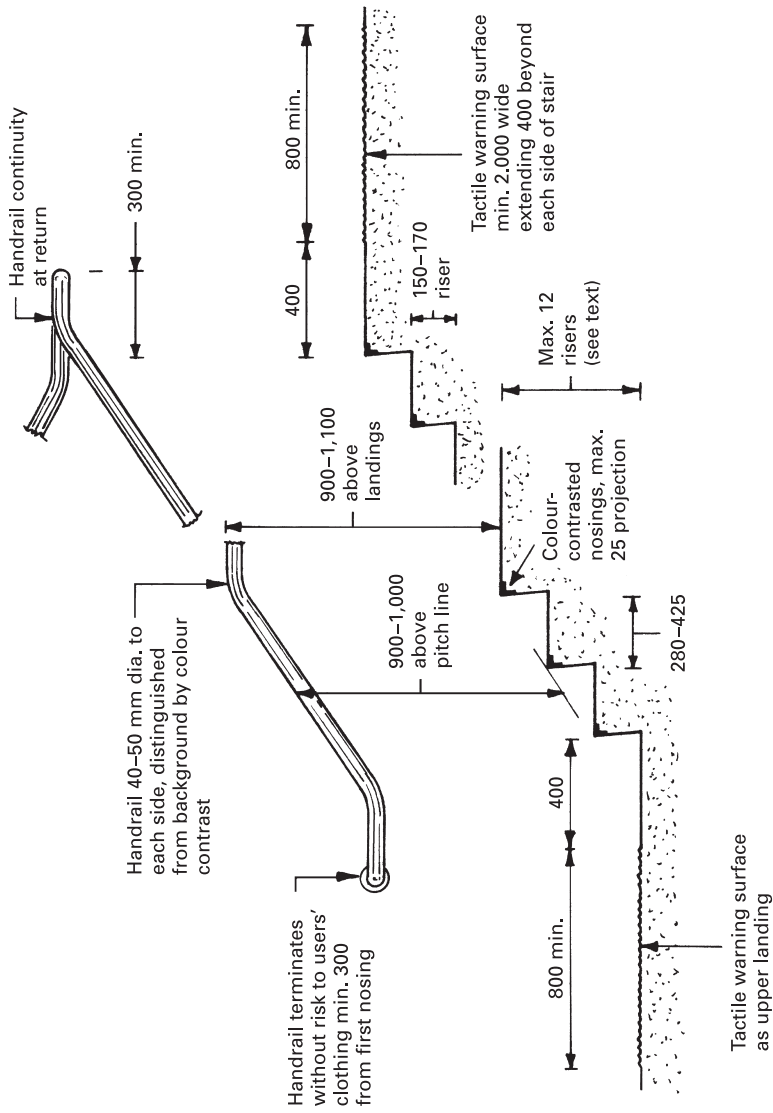 Handrail continuity
at return
300 min.
Handrail 40–50 mm dia. to
each side, distinguished
from background by colour
contrast
Handrail terminates
without risk to users’
clothing min. 300
from first nosing
900–1,100
above
landings
900–1,000
above
pitch line
400
800 min.
150–170
riser
Tactile warning surface
min. 2.000 wide
extending 400 beyond
each side of stair
Max. 12
risers
(see text)
Colour-
contrasted
nosings, max.
25 projection
280–425
400
800 min.
Tactile warning surface
as upper landing